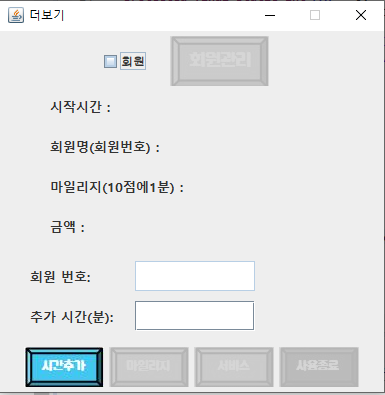 더보기
회원 회원관리
시작시간 :
회원명(회원번호) :
마일리지(10점에1분) :
금액 :
회원 번호:
추가 시간(분):
시간추가 마일리지 서비스 사용종료